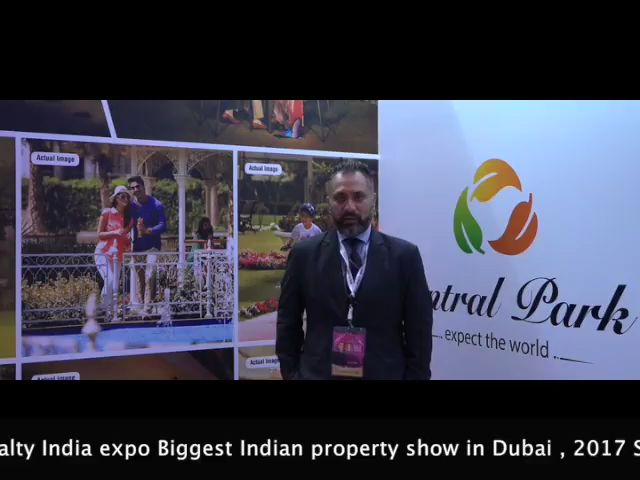 Actual Image
Actual Image
ntral Park
.. expect the world ..
Actual Image
Actual Image
alty India expo Biggest Indian property show in Dubai , 2017 S